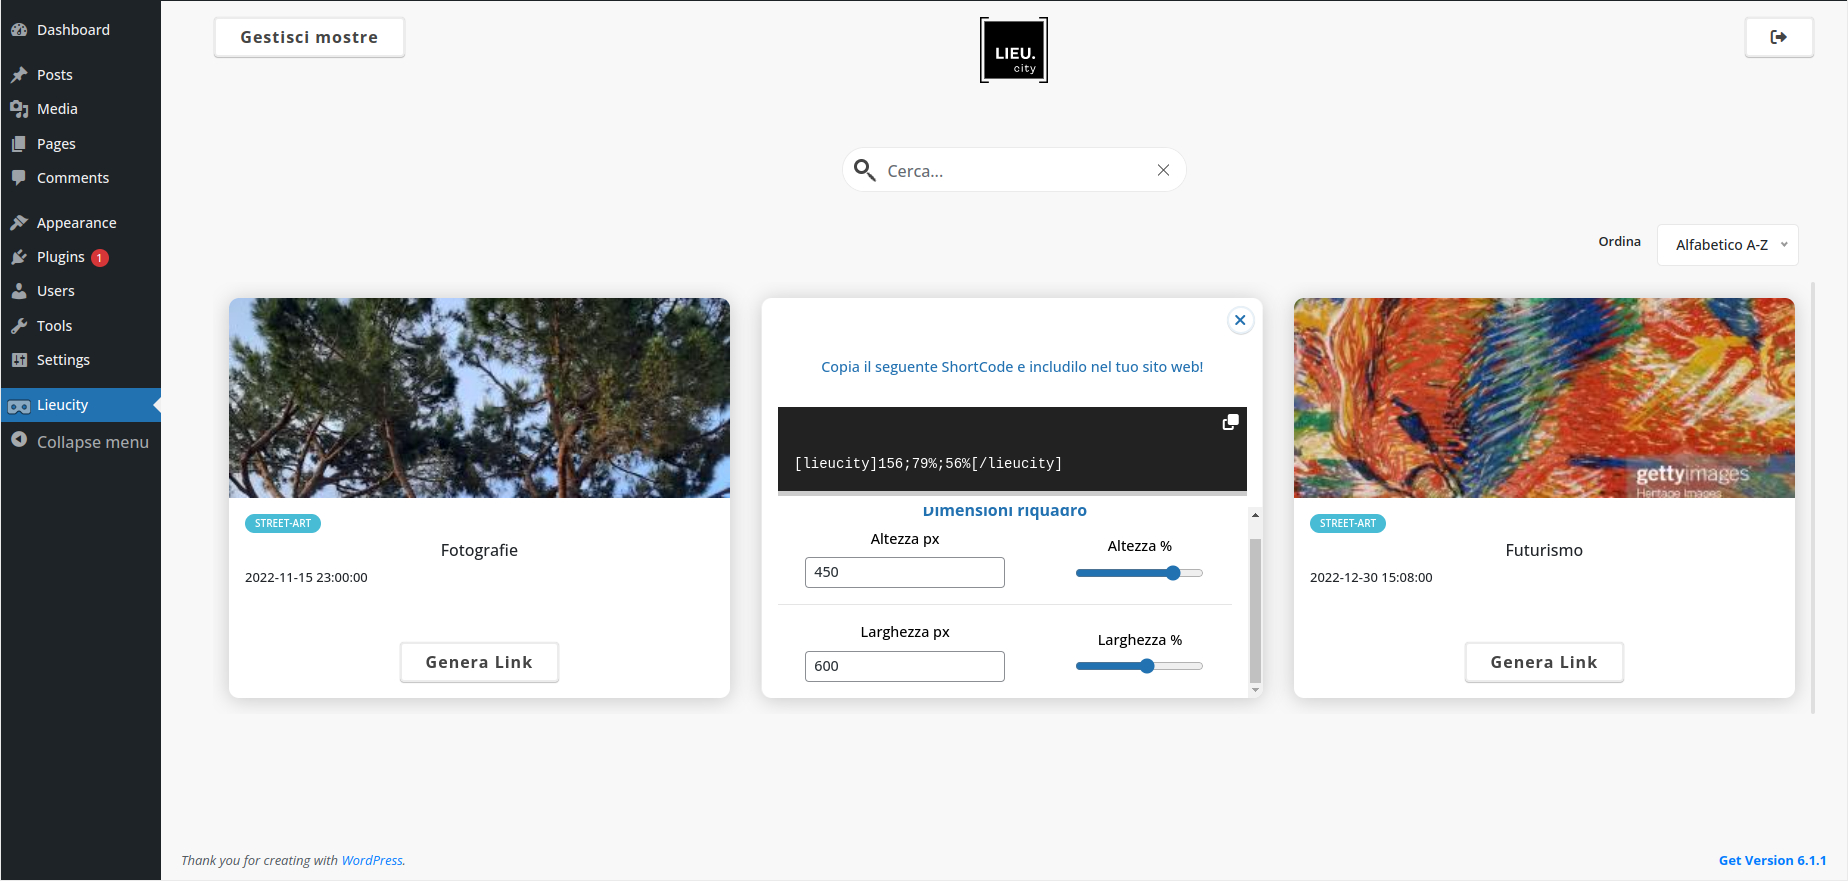 Dashboard
Posts
Media
Pages
Comments
Appearance
Plugins 1
Users
Tools
Settings
Lieucity
Collapse menu
Gestisci mostre
LIEU.
city
Cerca...
Ordina
Alfabetico A-Z
STREET-ART
Fotografie
2022-11-15 23:00:00
Genera Link
Copia il seguente ShortCode e includilo nel tuo sito web!
[lieucity]156;79%;56%[/lieucity]
Dimensioni riquadro
Altezza px
Altezza %
450
Larghezza px
Larghezza %
600
gettyimages
Heritage Images
STREET-ART
Futurismo
2022-12-30 15:08:00
Genera Link
Thank you for creating with WordPress.
Get Version 6.1.1